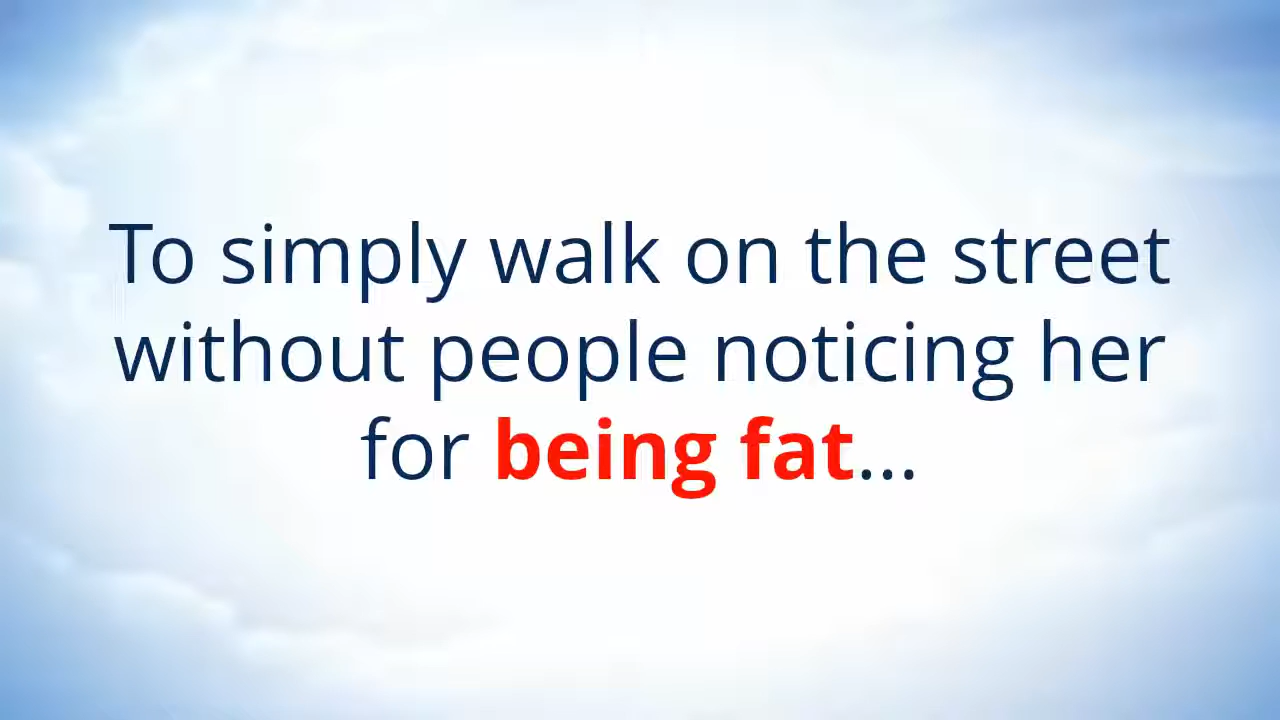 To simply walk on the street
without people noticing her
for being fat...